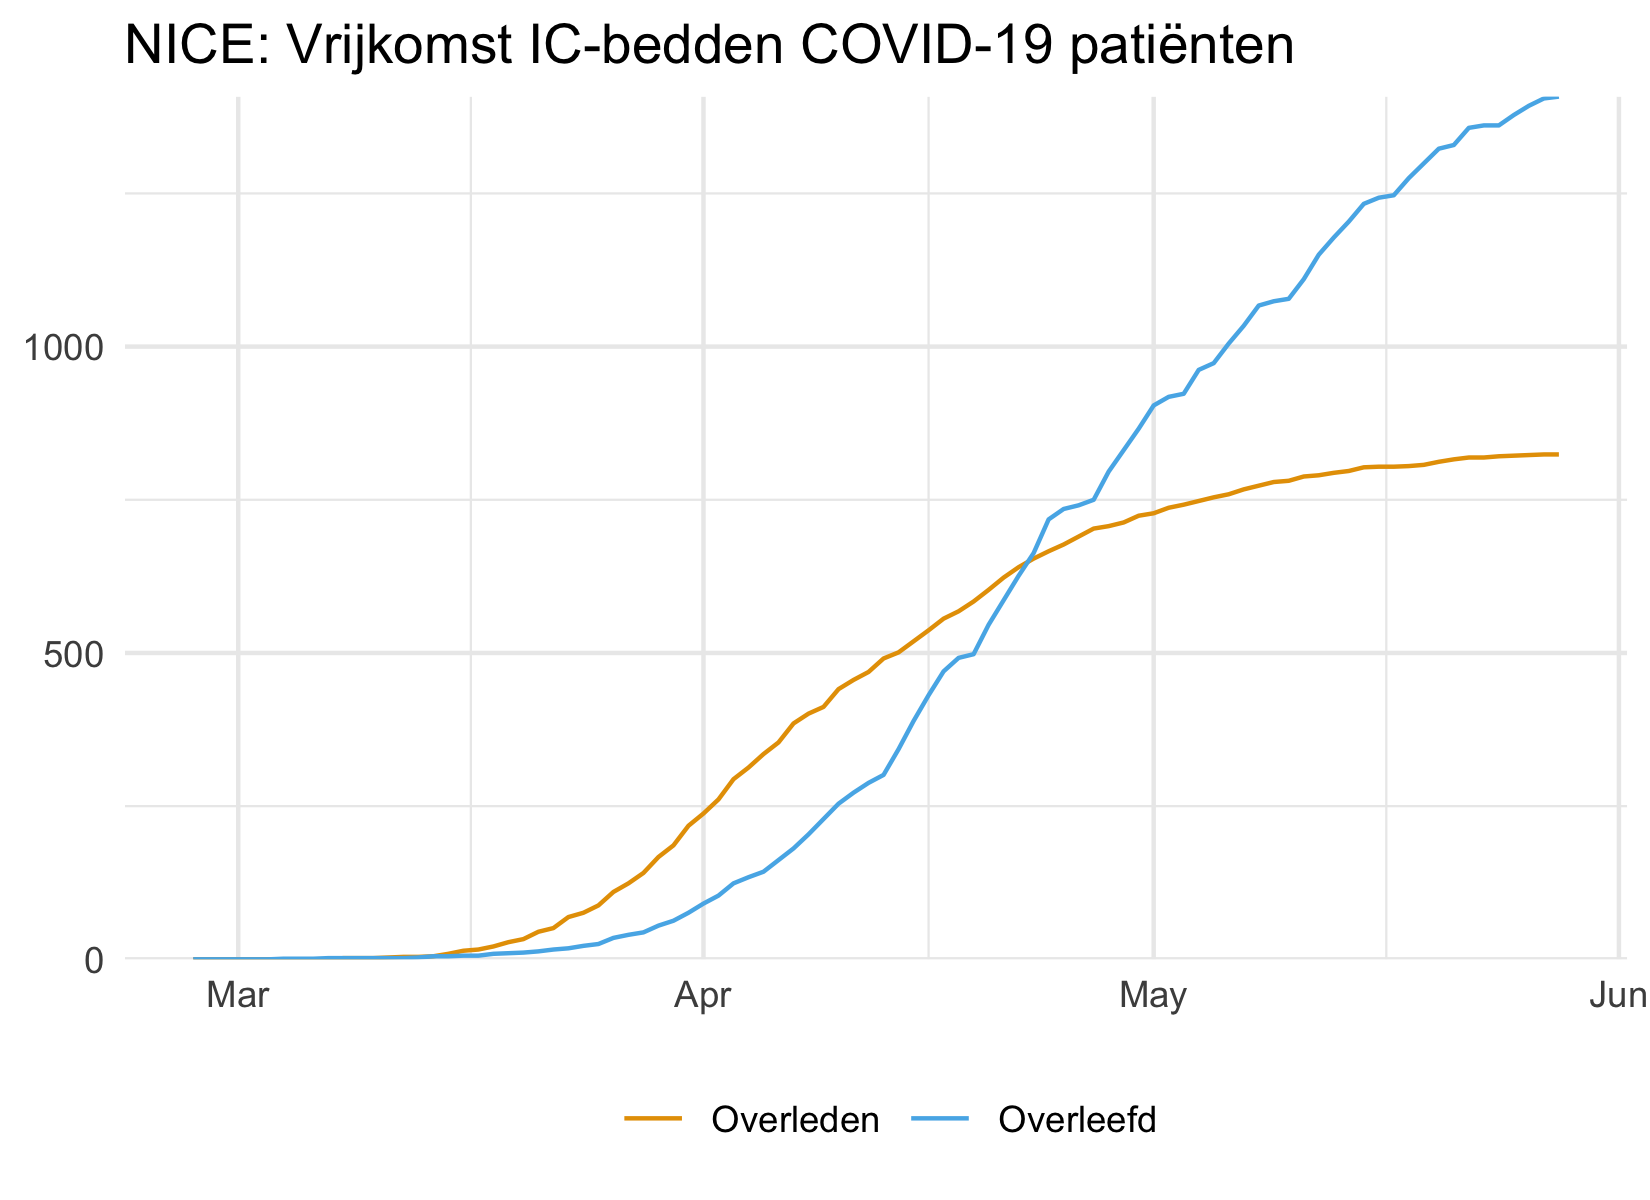 NICE: Vrijkomst IC-bedden COVID-19 patiënten
1000
500
0
Mar Apr May Jun
Overleden Overleefd